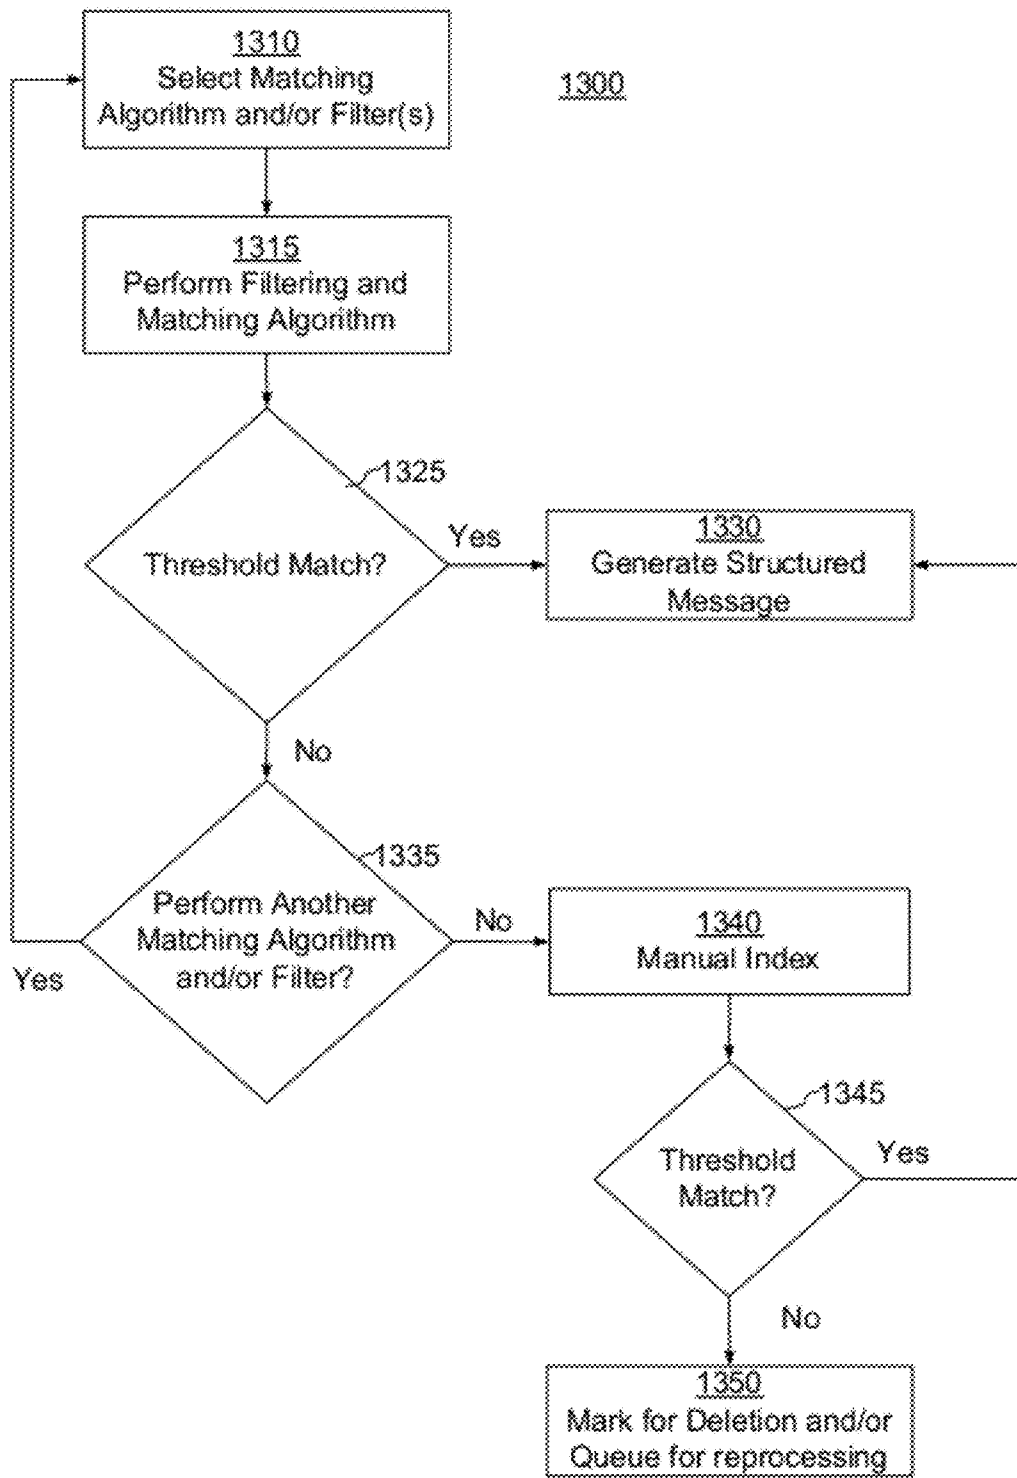 1310
Select Matching
Algorithm and/or Filter(s)
1300
1315
Perform Filtering and
Matching Algorithm
1325
Threshold Match?
Yes
1330
Generate Structured
Message
No
1335
Perform Another
Matching Algorithm
and/or Filter?
Yes
No
1340
Manual Index
1345
Threshold
Match?
Yes
No
1350
Mark for Deletion and/or
Queue for reprocessing